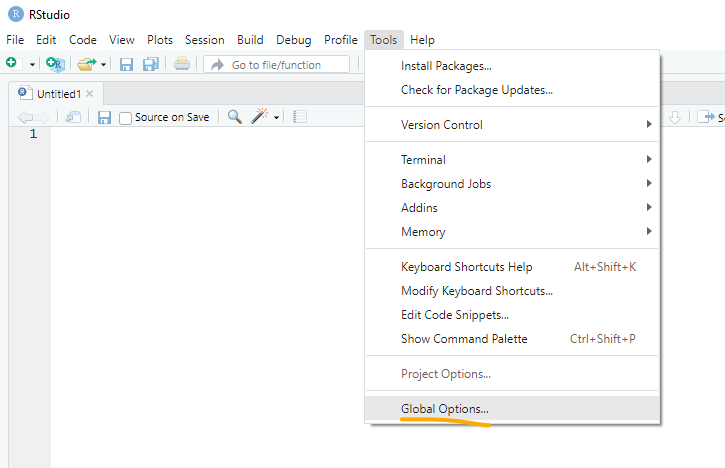 RStudio
File Edit Code View Plots Session Build Debug Profile Tools Help
Go to file/function
Untitled1
Source on Save
1
Install Packages...
Check for Package Updates...
Version Control
Terminal
Background Jobs
Addins
Memory
Keyboard Shortcuts Help Alt+Shift+K
Modify Keyboard Shortcuts...
Edit Code Snippets...
Show Command Palette Ctrl+Shift+P
Project Options...
Global Options...